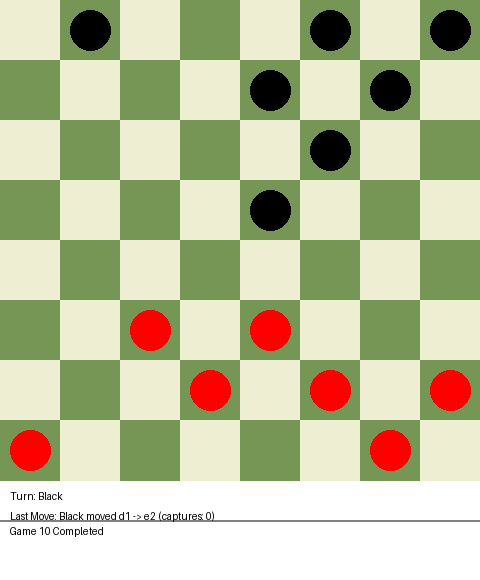 Turn: Black
Last Move: Black moved d1 -> e2 (captures: 0)
Game 10 Completed